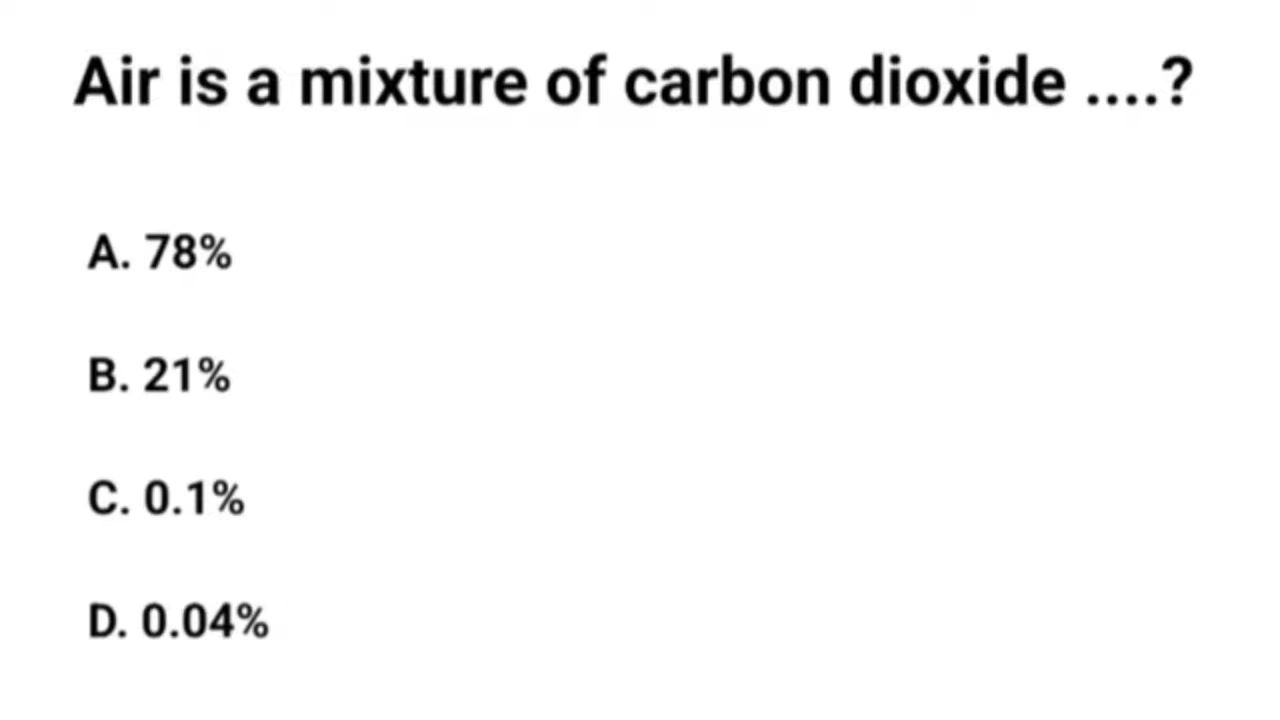 Air is a mixture of carbon dioxide ....?
A. 78%
B. 21%
C. 0.1%
D. 0.04%